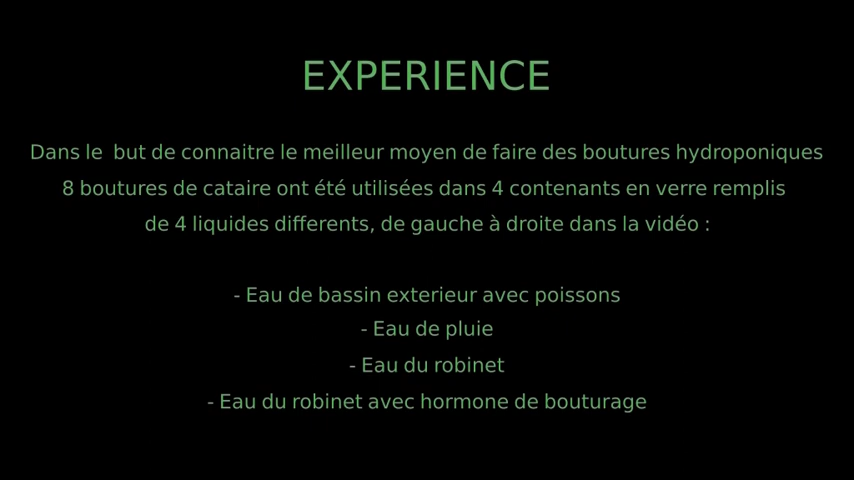 EXPERIENCE
Dans le  but de connaitre le meilleur moyen de faire des boutures hydroponiques
8 boutures de cataire ont été utilisées dans 4 contenants en verre remplis
de 4 liquides differents, de gauche à droite dans la vidéo :
- Eau de bassin exterieur avec poissons
- Eau de pluie
- Eau du robinet
- Eau du robinet avec hormone de bouturage